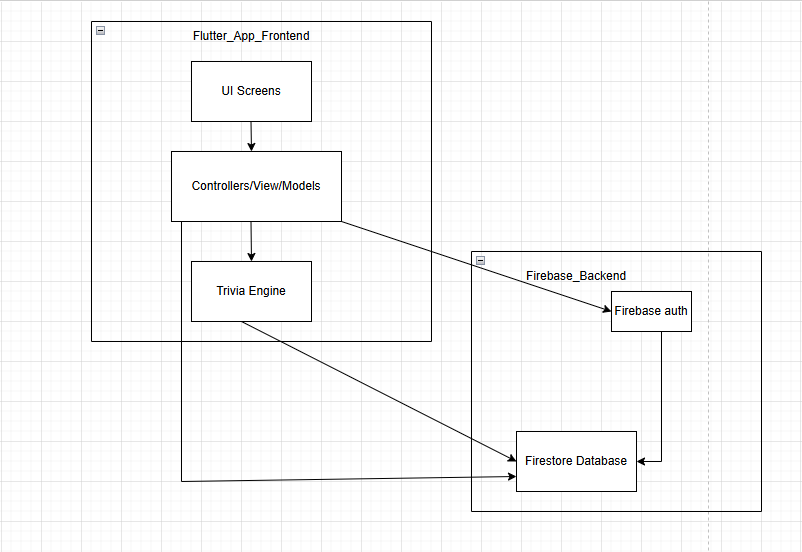 Flutter_App_Frontend
UI Screens
Controllers/View/Models
Trivia Engine
Firebase_Backend
Firebase auth
Firestore Database